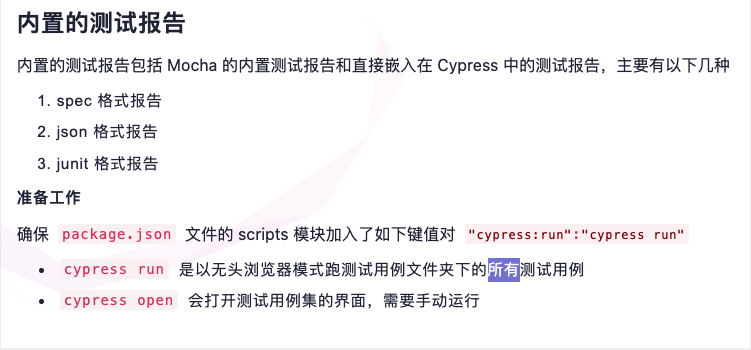 内置的测试报告
内置的测试报告包括 Mocha 的内置测试报告和直接嵌入在 Cypress 中的测试报告，主要有以下几种
1. spec 格式报告
2. json 格式报告
3. junit 格式报告
准备工作
确保 package.json 文件的 scripts 模块加入了如下键值对 "cypress:run":"cypress run"
• cypress run 是以无头浏览器模式跑测试用例文件夹下的所有测试用例
• cypress open 会打开测试用例集的界面，需要手动运行